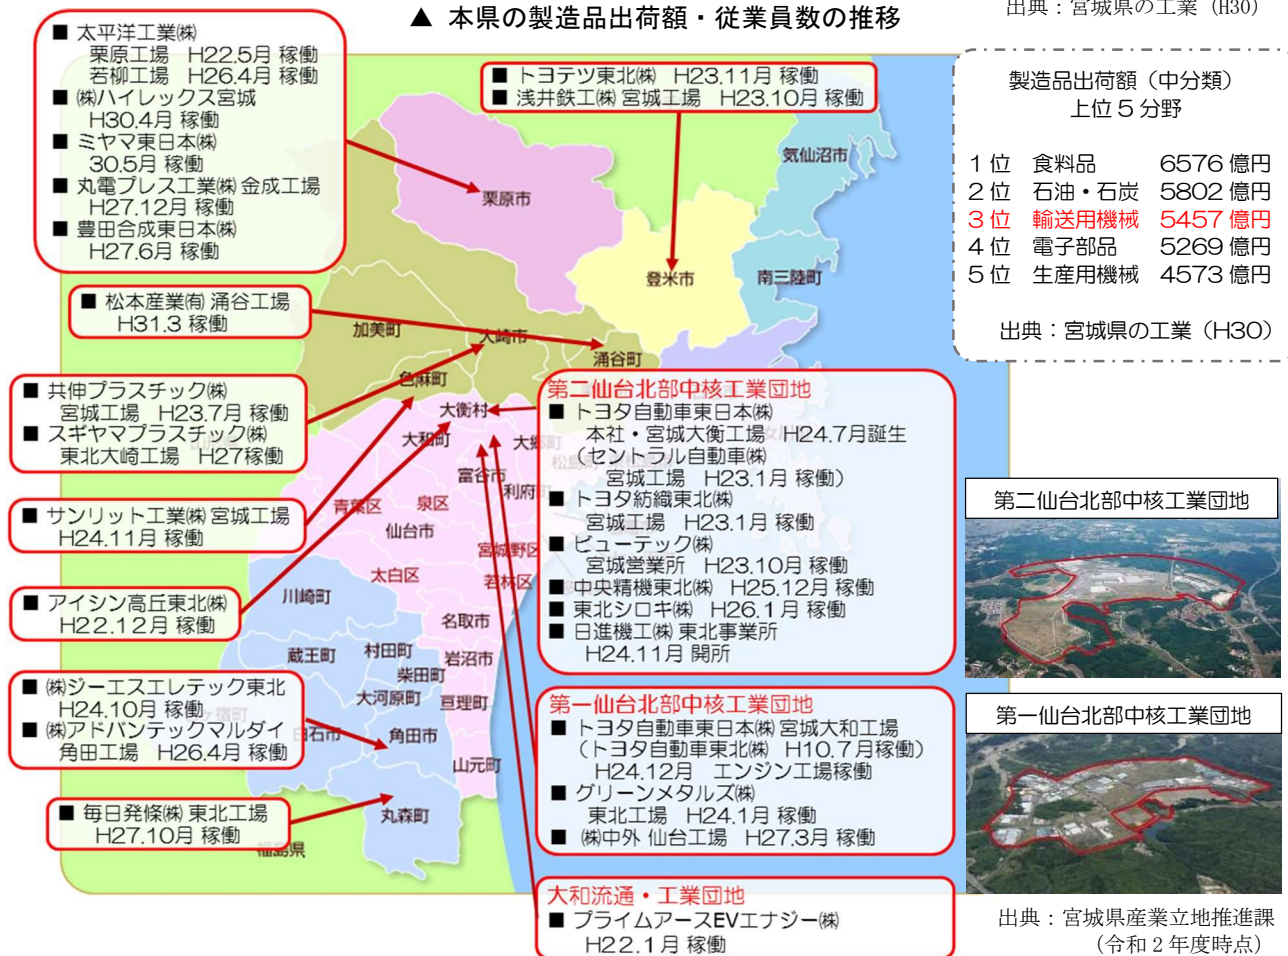 ▲ 本県の製造品出荷額・従業員数の推移
出典：宮城県の工業（H30）
■ 太平洋工業㈱
栗原工場　H22.5月 稼働
若柳工場　H26.4月 稼働
■ ㈱ハイレックス宮城
H30.4月 稼働
■ ミヤマ東日本㈱
30.5月 稼働
■ 丸電プレス工業㈱ 金成工場
H27.12月 稼働
■ 豊田合成東日本㈱
H27.6月 稼働
■ トヨテツ東北㈱　H23.11月 稼働
■ 浅井鉄工㈱ 宮城工場　H23.10月 稼働
製造品出荷額（中分類）
上位５分野
１位　食料品　6576 億円
２位　石油・石炭　5802 億円
３位　輸送用機械　5457 億円
４位　電子部品　5269 億円
５位　生産用機械　4573 億円
出典：宮城県の工業（H30）
気仙沼市
栗原市
登米市
南三陸町
■ 松本産業㈲ 涌谷工場
H31.3 稼働
加美町
大崎市
涌谷町
色麻町
■ 共伸プラスチック㈱
宮城工場　H23.7月 稼働
■ スギヤマプラスチック㈱
東北大崎工場　H27稼働
大衡村
大和町
大郷町
松島
富谷市
利府町
青葉区
泉区
仙台市
宮城野区
太白区
若林区
■ サンリット工業㈱ 宮城工場
H24.11月 稼働
■ アイシン高丘東北㈱
H22.12月 稼働
川崎町
名取市
蔵王町
村田町
岩沼市
柴田町
大河原町
亘理町
ヶ宿町
白石市
角田市
山元町
丸森町
福島県
■ ㈱ジーエスエレテック東北
H24.10月 稼働
■ ㈱アドバンテックマルダイ
角田工場　H26.4月 稼働
■ 毎日発條㈱ 東北工場
H27.10月 稼働
第二仙台北部中核工業団地
■ トヨタ自動車東日本㈱
本社・宮城大衡工場　H24.7月誕生
（セントラル自動車㈱
宮城工場　H23.1月 稼働）
■ トヨタ紡織東北㈱
宮城工場　H23.1月 稼働
■ ビューテック㈱
宮城営業所　H23.10月 稼働
■ 中央精機東北㈱　H25.12月 稼働
■ 東北シロキ㈱　H26.1月 稼働
■ 日進機工㈱ 東北事業所
H24.11月 開所
第一仙台北部中核工業団地
■ トヨタ自動車東日本㈱ 宮城大和工場
（トヨタ自動車東北㈱　H10.7月稼働）
H24.12月　エンジン工場稼働
■ グリーンメタルズ㈱
東北工場　H24.1月 稼働
■ ㈱中外 仙台工場　H27.3月 稼働
大和流通・工業団地
■ プライムアースEVエナジー㈱
H22.1月 稼働
第二仙台北部中核工業団地
第一仙台北部中核工業団地
出典：宮城県産業立地推進課
（令和２年度時点）